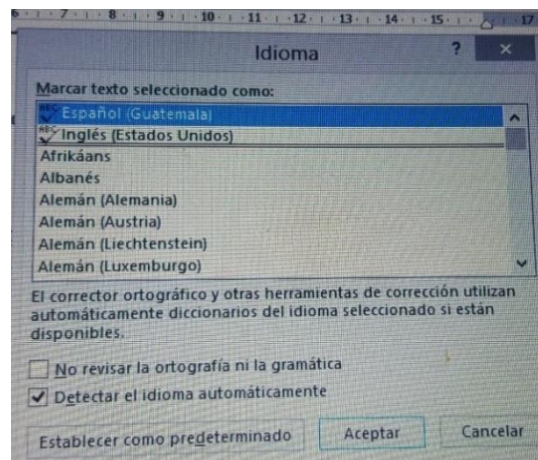 6 · 7 · 8 · 9 · 10 · 11 · 12 · 13 · 14 · 15 · 17
Idioma ? ×
Marcar texto seleccionado como:
ABC Español (Guatemala)
ABC Inglés (Estados Unidos)
Afrikáans
Albanés
Alemán (Alemania)
Alemán (Austria)
Alemán (Liechtenstein)
Alemán (Luxemburgo)
El corrector ortográfico y otras herramientas de corrección utilizan
automáticamente diccionarios del idioma seleccionado si están
disponibles.
No revisar la ortografía ni la gramática
Detectar el idioma automáticamente
Establecer como predeterminado Aceptar Cancelar